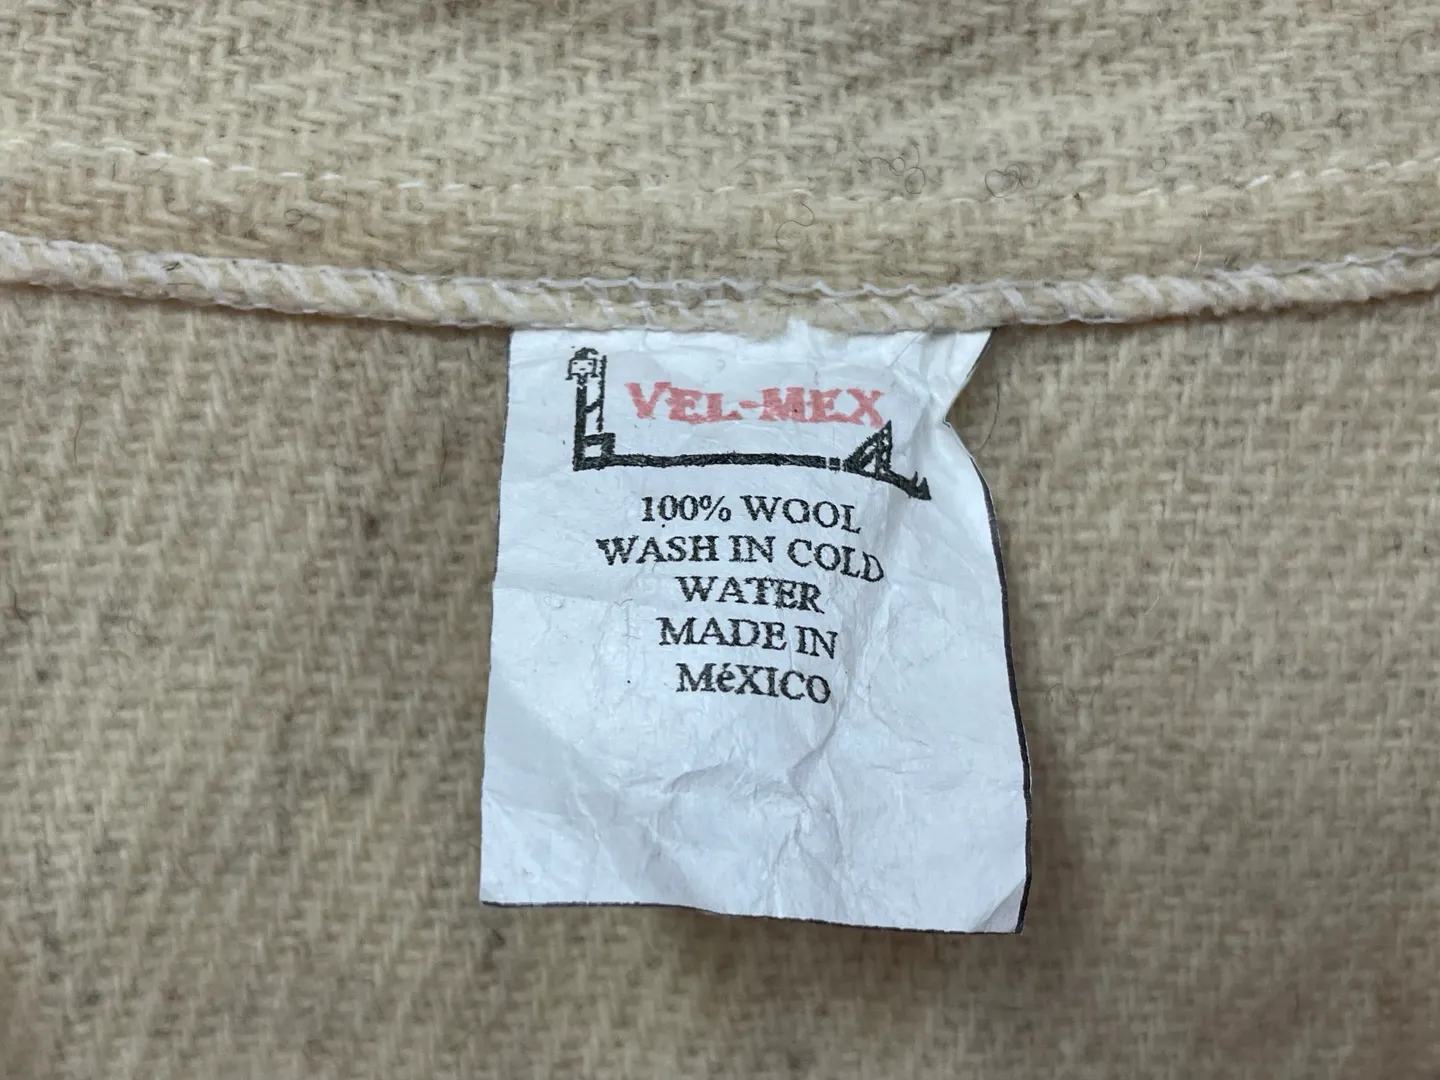 VEL-MEX
100% WOOL
WASH IN COLD
WATER
MADE IN
MéXICO